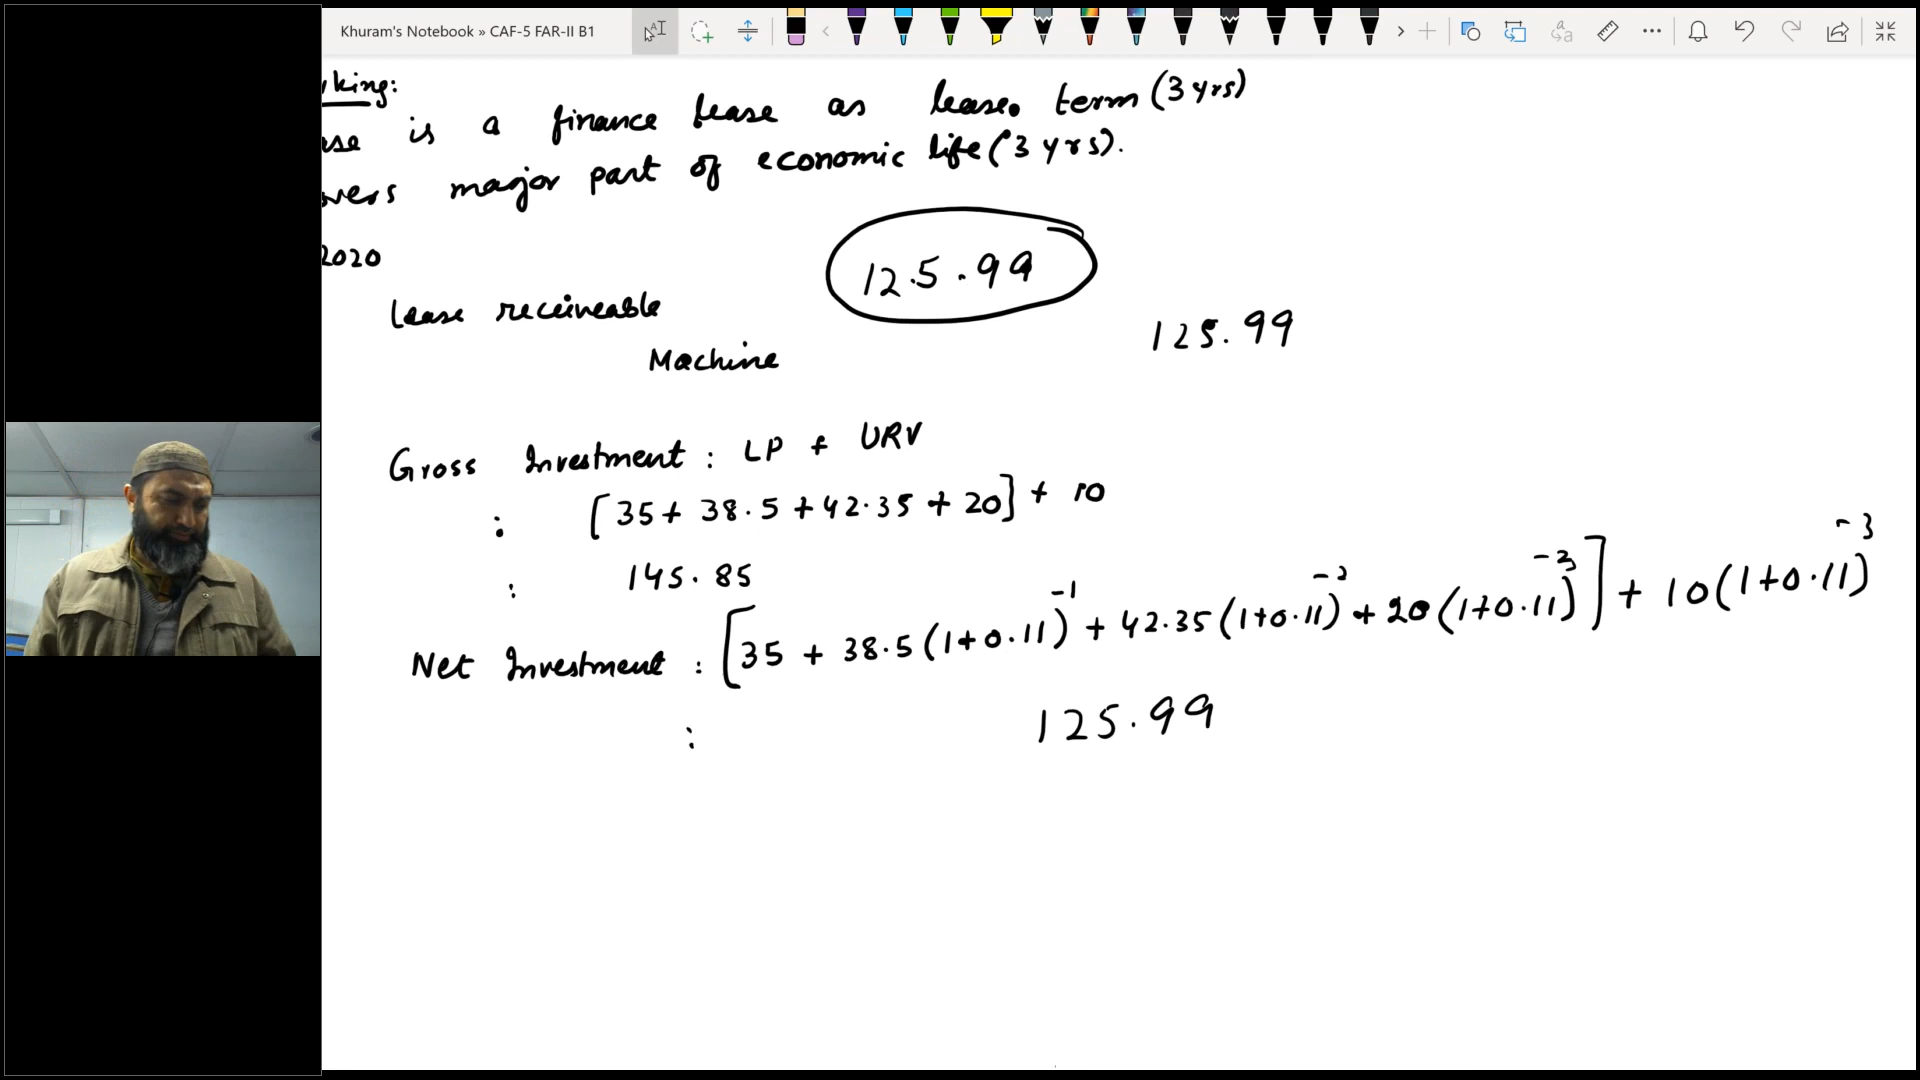 Khuram's Notebook » CAF-5 FAR-II B1
king:
ase is a finance lease as lease term (3 yrs)
overs major part of economic life (3 yrs).
2020
Lease receiveable 125.99
Machine 125.99
Gross Investment : LP + URV
: [35 + 38.5 + 42.35 + 20] + 10
: 145.85
Net Investment : [35 + 38.5 (1+0.11)^-1 + 42.35 (1+0.11)^-2 + 20 (1+0.11)^-3] + 10 (1+0.11)^-3
: 125.99